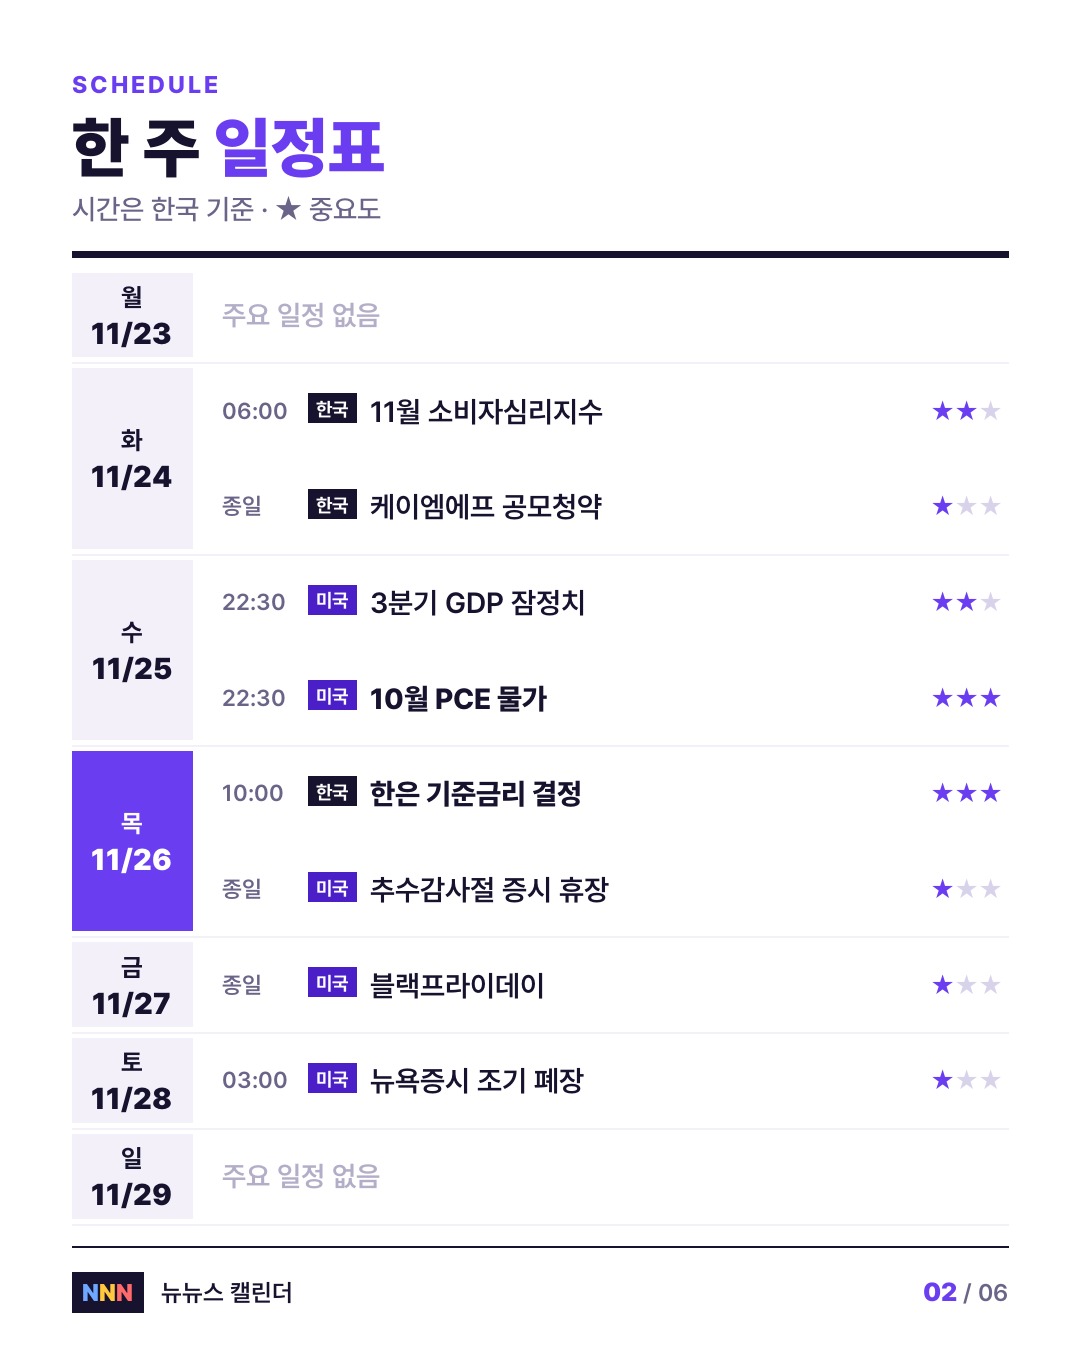 SCHEDULE
한 주 일정표
시간은 한국 기준 · ★ 중요도
월
11/23
주요 일정 없음
화
11/24
06:00 한국 11월 소비자심리지수 ★★★
종일 한국 케이엠에프 공모청약 ★★★
수
11/25
22:30 미국 3분기 GDP 잠정치 ★★★
22:30 미국 10월 PCE 물가 ★★★
목
11/26
10:00 한국 한은 기준금리 결정 ★★★
종일 미국 추수감사절 증시 휴장 ★★★
금
11/27
종일 미국 블랙프라이데이 ★★★
토
11/28
03:00 미국 뉴욕증시 조기 폐장 ★★★
일
11/29
주요 일정 없음
NNN 뉴뉴스 캘린더
02 / 06